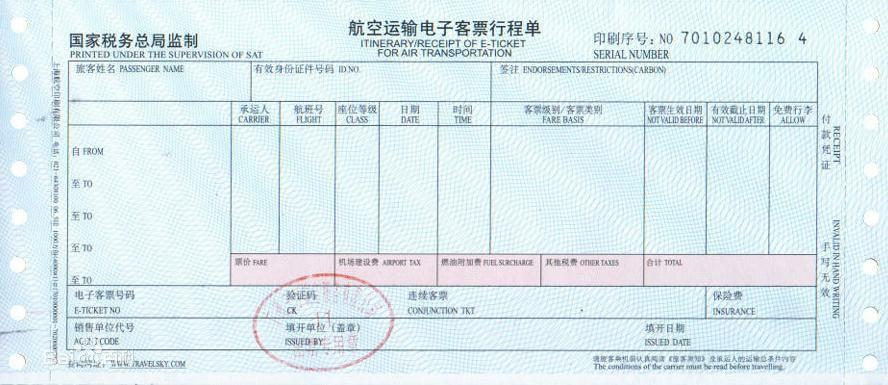 航空运输电子客票行程单
国家税务总局监制
ITINERARY/RECEIPT OF E-TICKET
印刷序号: NO 7010248116 4
PRINTED UNDER THE SUPERVISION OF SAT
FOR AIR TRANSPORTATION
SERIAL NUMBER
旅客姓名 PASSENGER NAME
有效身份证件号码 ID.NO.
签注 ENDORSEMENTS/RESTRICTIONS(CARBON)
承运人 航班号 座位等级 日期 时间 客票级别/客票类别 客票生效日期 有效截止日期 免费行李
CARRIER FLIGHT CLASS DATE TIME FARE BASIS NOT VALID BEFORE NOT VALID AFTER ALLOW
自 FROM
至 TO
至 TO
至 TO
票价 FARE 机场建设费 AIRPORT TAX 燃油附加费 FUEL SURCHARGE 其他税费 OTHER TAXES 合计 TOTAL
至 TO
电子客票号码 验证码 连续客票 保险费
E-TICKET NO CK CONJUNCTION TKT INSURANCE
销售单位代号 填开单位(盖章) 填开日期
CODE ISSUED BY ISSUED DATE
WWW.TRAVELSKY.COM
请旅客乘机前认真阅读《旅客须知》及承运人的运输总条件内容
The conditions of the carrier must be read before travelling.
付款凭证 RECEIPT
手写无效 INVALID IN HAND WRITING
专用章